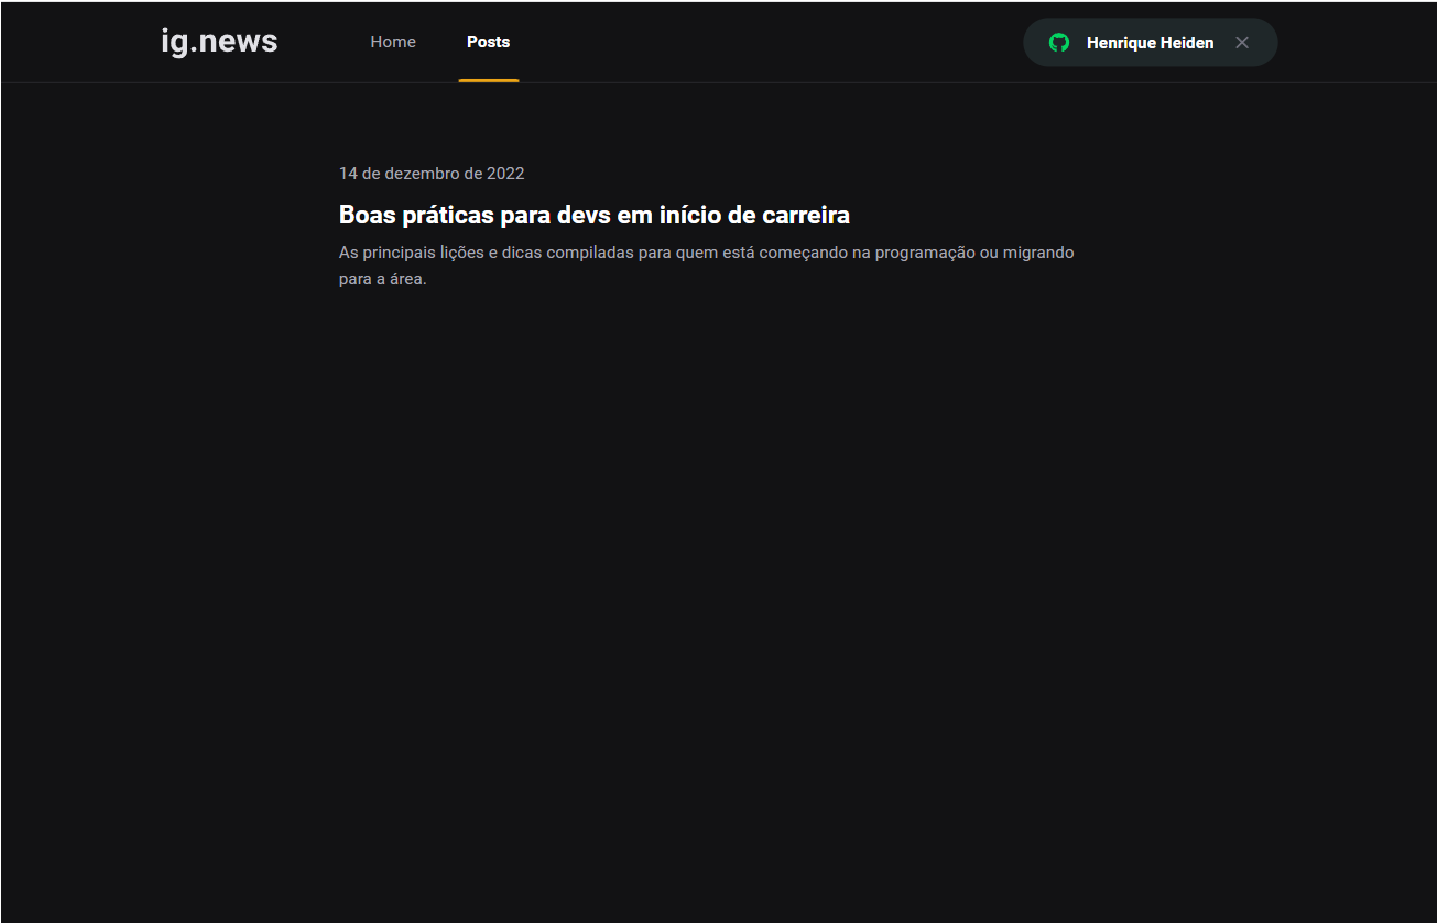 ig.news
Home
Posts
Henrique Heiden
14 de dezembro de 2022
Boas práticas para devs em início de carreira
As principais lições e dicas compiladas para quem está começando na programação ou migrando
para a área.